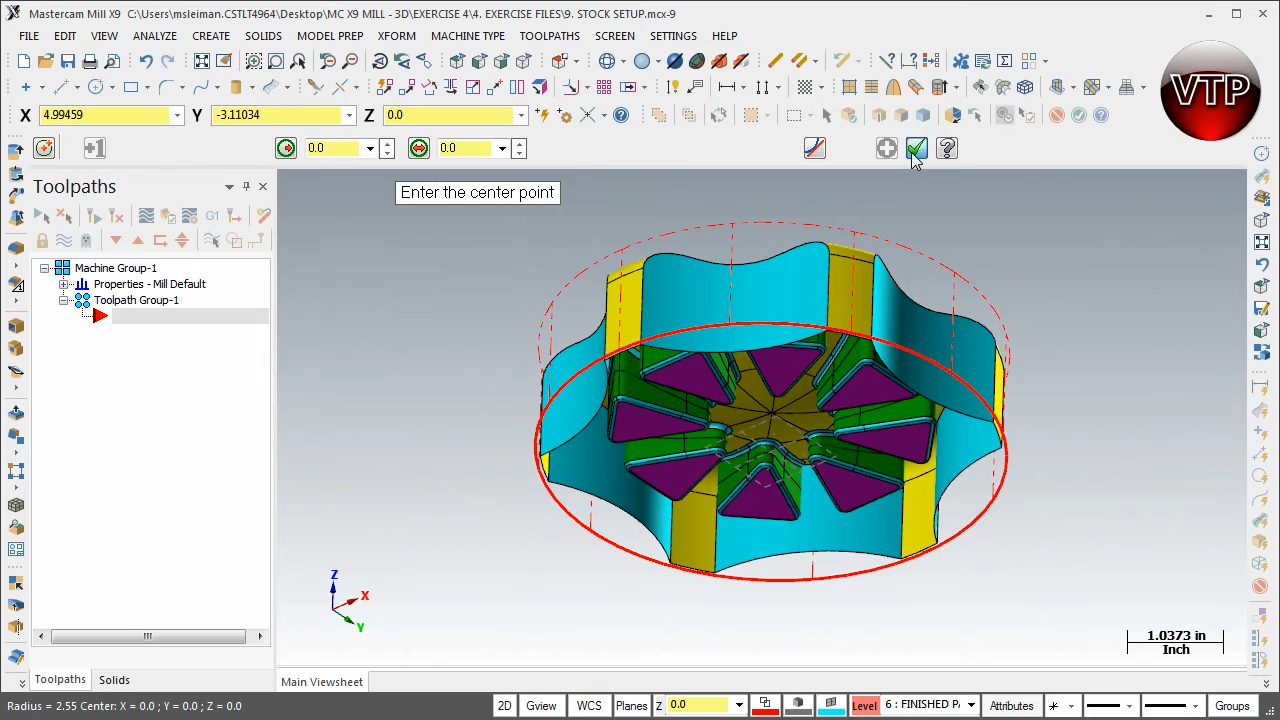 Mastercam Mill X9 C:\Users\msleiman.CSTLT4964\Desktop\MC X9 MILL - 3D\EXERCISE 4\4. EXERCISE FILES\9. STOCK SETUP.mcx-9
FILE EDIT VIEW ANALYZE CREATE SOLIDS MODEL PREP XFORM MACHINE TYPE TOOLPATHS SCREEN SETTINGS HELP
VTP
X 4.99459 Y -3.11034 Z 0.0
+1 0.0 0.0
Toolpaths
Enter the center point
G1
Machine Group-1
Properties - Mill Default
Toolpath Group-1
Z
X
Y
1.0373 in
Inch
Toolpaths Solids
Main Viewsheet
Radius = 2.55 Center: X = 0.0 ; Y = 0.0 ; Z = 0.0
2D Gview WCS Planes Z 0.0 Level 6 : FINISHED PA Attributes Groups